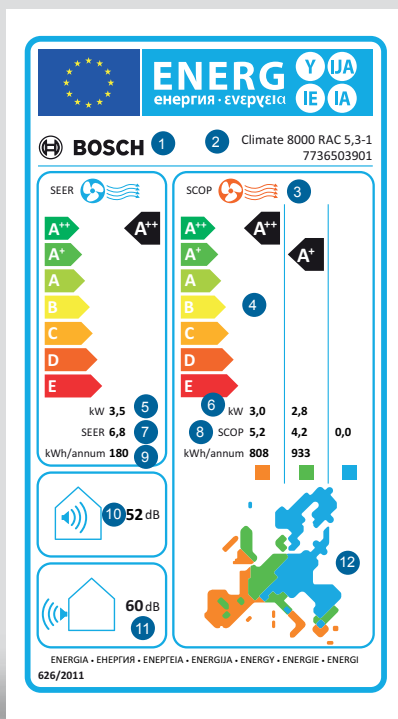 ENERG Y IJA
енергия · ενεργεια IE IA
BOSCH 1 2 Climate 8000 RAC 5,3-1
7736503901
SEER SCOP 3
A++ A++ A++ A++
A+ A+ A+
A A
B B 4
C C
D D
E E
kW 3,5 5 6 kW 3,0 2,8
SEER 6,8 7 8 SCOP 5,2 4,2 0,0
kWh/annum 180 9 kWh/annum 808 933
10 52 dB
12
60 dB
11
ENERGIA • ЕНЕРГИЯ • ΕΝΕΡΓΕΙΑ • ENERGIJA • ENERGY • ENERGIE • ENERGI
626/2011